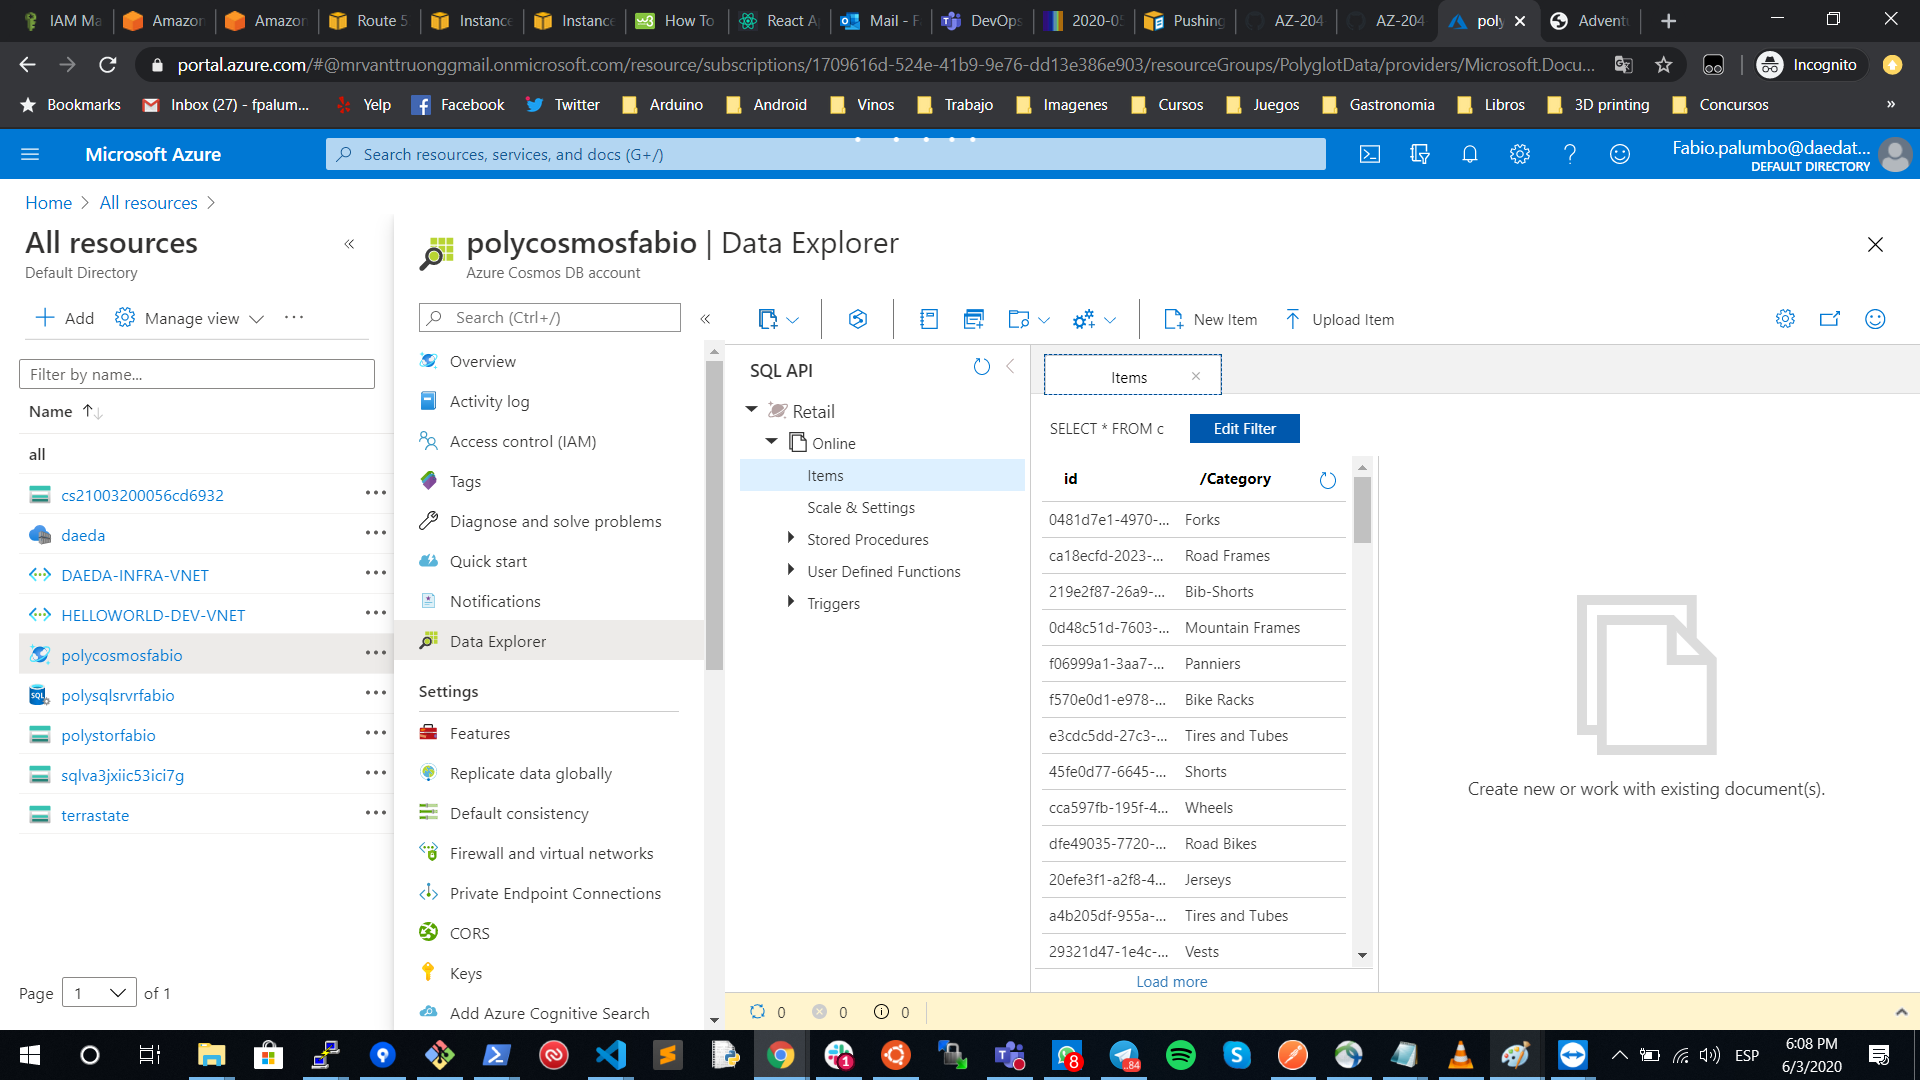 IAM Ma
Amazon
Amazon
Route 5
Instance
Instance
How To
React A
Mail - F
DevOps
2020-05
Pushing
AZ-204
AZ-204
poly
Adventu
portal.azure.com/#@mrvanttruonggmail.onmicrosoft.com/resource/subscriptions/1709616d-524e-41b9-9e76-dd13e386e903/resourceGroups/PolyglotData/providers/Microsoft.Docu...
Incognito
Bookmarks
Inbox (27) - fpalum...
Yelp
Facebook
Twitter
Arduino
Android
Vinos
Trabajo
Imagenes
Cursos
Juegos
Gastronomia
Libros
3D printing
Concursos
»
Microsoft Azure
Search resources, services, and docs (G+/)
Fabio.palumbo@daedat...
DEFAULT DIRECTORY
Home > All resources >
All resources
Default Directory
Add
Manage view
...
Filter by name...
Name
all
cs21003200056cd6932
daeda
DAEDA-INFRA-VNET
HELLOWORLD-DEV-VNET
polycosmosfabio
polysqlsrvrfabio
polystorfabio
sqlva3jxiic53ici7g
terrastate
Page 1 of 1
polycosmosfabio | Data Explorer
Azure Cosmos DB account
Search (Ctrl+/)
Overview
Activity log
Access control (IAM)
Tags
Diagnose and solve problems
Quick start
Notifications
Data Explorer
Settings
Features
Replicate data globally
Default consistency
Firewall and virtual networks
Private Endpoint Connections
CORS
Keys
Add Azure Cognitive Search
New Item
Upload Item
SQL API
Retail
Online
Items
Scale & Settings
Stored Procedures
User Defined Functions
Triggers
Items
SELECT * FROM c
Edit Filter
id /Category
0481d7e1-4970-... Forks
ca18ecfd-2023-... Road Frames
219e2f87-26a9-... Bib-Shorts
0d48c51d-7603-... Mountain Frames
f06999a1-3aa7-... Panniers
f570e0d1-e978-... Bike Racks
e3cdc5dd-27c3-... Tires and Tubes
45fe0d77-6645-... Shorts
cca597fb-195f-4... Wheels
dfe49035-7720-... Road Bikes
20efe3f1-a2f8-4... Jerseys
a4b205df-955a-... Tires and Tubes
29321d47-1e4c-... Vests
Load more
Create new or work with existing document(s).
0 0 0
SQL
1
8
84
ESP
6:08 PM
6/3/2020